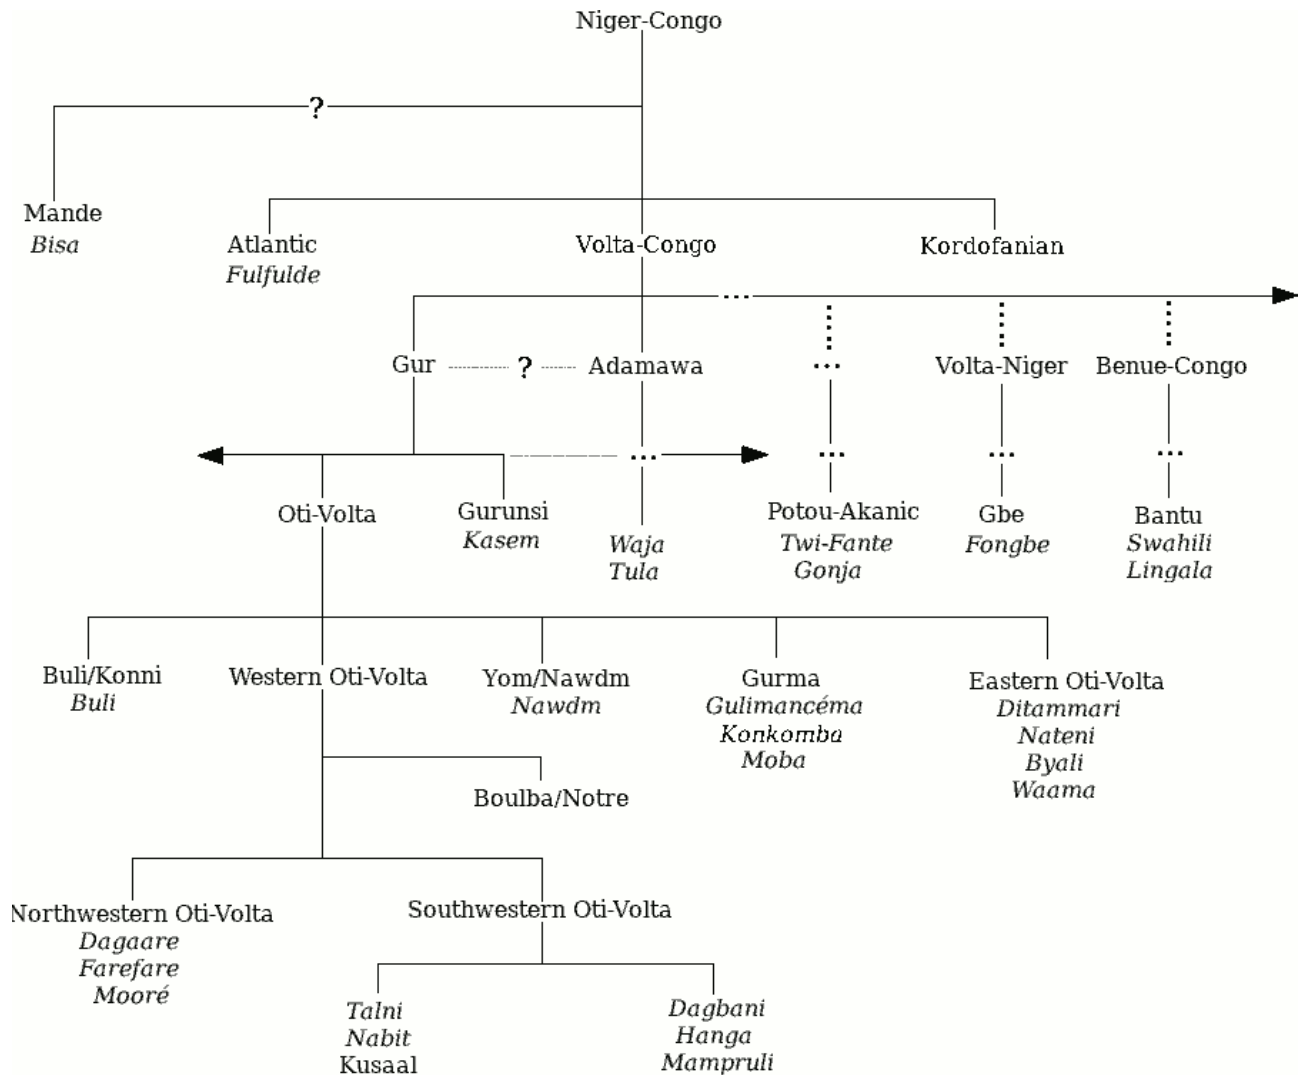 Niger-Congo
?
Mande
Bisa
Atlantic
Fulfulde
Volta-Congo
Kordofanian
...
Gur
?
Adamawa
...
Volta-Niger
Benue-Congo
...
...
...
...
Oti-Volta
Gurunsi
Kasem
Waja
Tula
Potou-Akanic
Twi-Fante
Gonja
Gbe
Fongbe
Bantu
Swahili
Lingala
Buli/Konni
Buli
Western Oti-Volta
Yom/Nawdm
Nawdm
Gurma
Gulimancéma
Konkomba
Moba
Eastern Oti-Volta
Ditammari
Nateni
Byali
Waama
Boulba/Notre
Northwestern Oti-Volta
Dagaare
Farefare
Mooré
Southwestern Oti-Volta
Talni
Nabit
Kusaal
Dagbani
Hanga
Mampruli